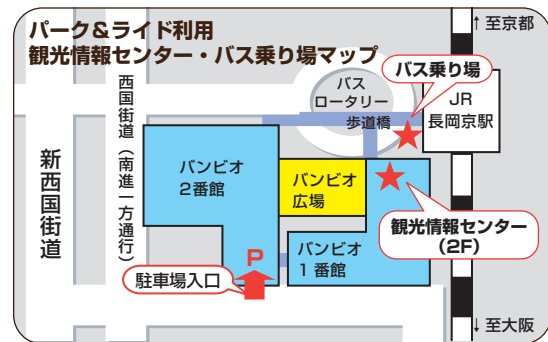 パーク&ライド利用
観光情報センター・バス乗り場マップ
↑至京都
バス乗り場
バス
ロータリー
歩道橋
JR
長岡京駅
西国街道(南進一方通行)
新西国街道
バンビオ
2番館
バンビオ
広場
観光情報センター
(2F)
バンビオ
1番館
P
駐車場入口
↓至大阪